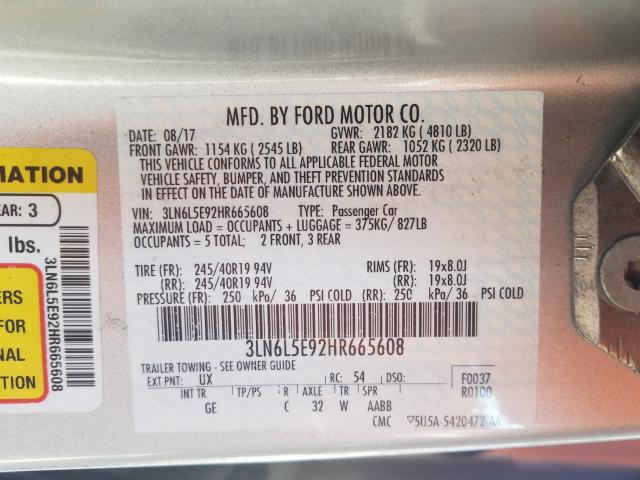 MFD. BY FORD MOTOR CO.
DATE: 08/17 GVWR: 2182 KG ( 4810 LB)
FRONT GAWR: 1154 KG ( 2545 LB) REAR GAWR: 1052 KG ( 2320 LB)
THIS VEHICLE CONFORMS TO ALL APPLICABLE FEDERAL MOTOR
VEHICLE SAFETY, BUMPER, AND THEFT PREVENTION STANDARDS
IN EFFECT ON THE DATE OF MANUFACTURE SHOWN ABOVE.
VIN: 3LN6L5E92HR665608 TYPE: Passenger Car
MAXIMUM LOAD = OCCUPANTS + LUGGAGE = 375KG/ 827LB
OCCUPANTS = 5 TOTAL; 2 FRONT, 3 REAR
TIRE (FR): 245/40R19 94V RIMS (FR): 19x8.0J
(RR): 245/40R19 94V (RR): 19x8.0J
PRESSURE (FR): 250 kPa/ 36 PSI COLD (RR): 250 kPa/ 36 PSI COLD
3LN6L5E92HR665608
TRAILER TOWING - SEE OWNER GUIDE
EXT PNT: UX RC: 54 DSO: F0037
INT TR TP/PS R AXLE TR SPR R0100
GE C 32 W AABB
CMC ▽5U5A-5420472-AA
MATION
EAR: 3
lbs.
ERS
FOR
NAL
N
3LN6L5E92HR665608